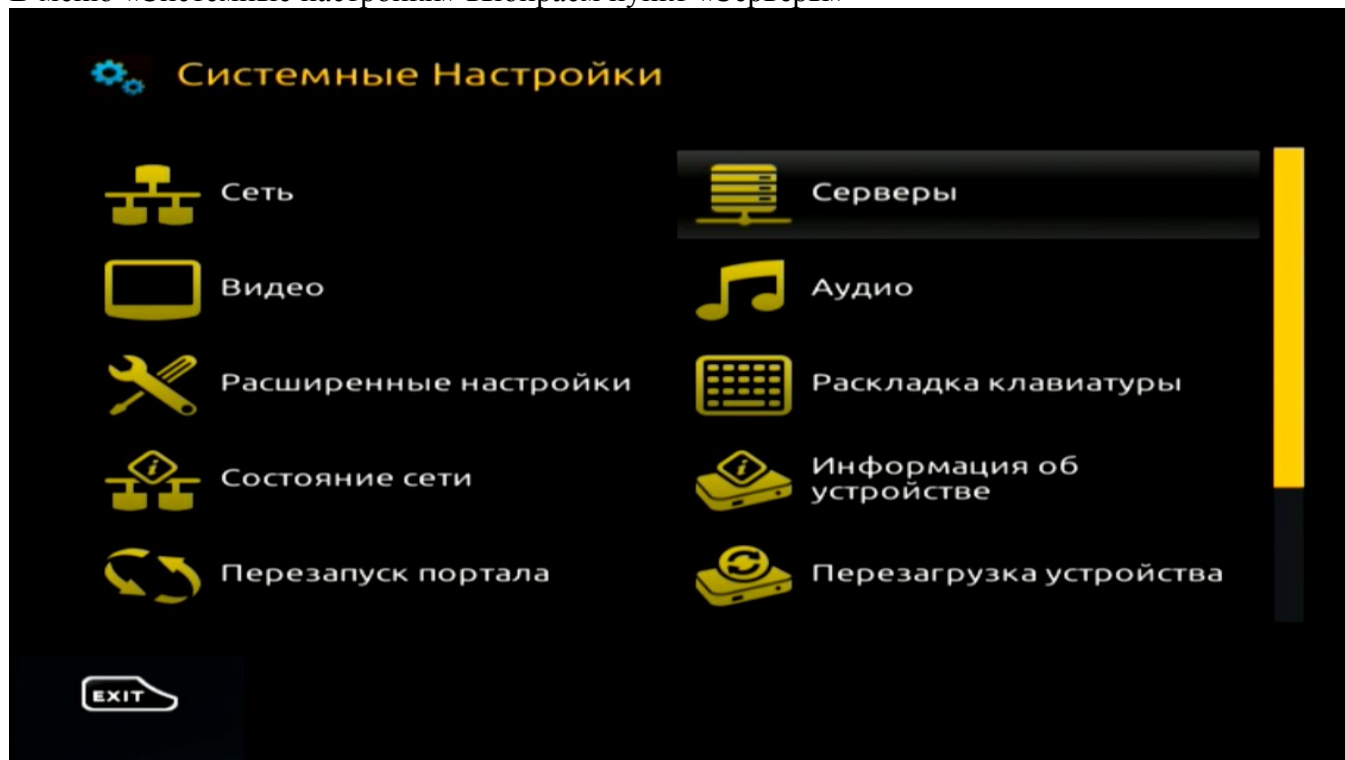 Системные Настройки
Сеть
Серверы
Видео
Аудио
Расширенные настройки
Раскладка клавиатуры
Состояние сети
Информация об
устройстве
Перезапуск портала
Перезагрузка устройства
EXIT